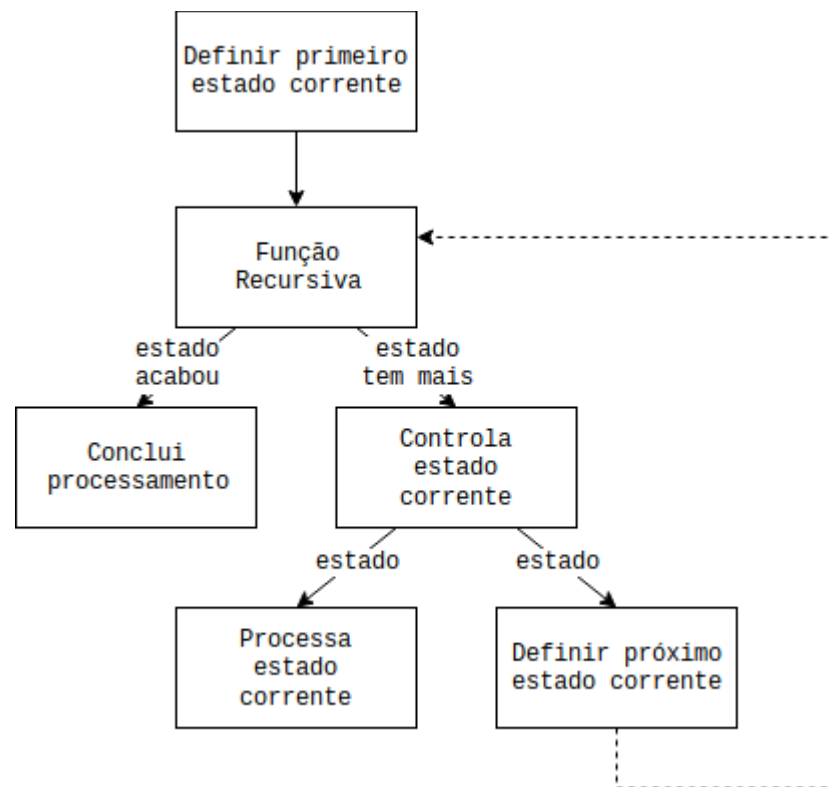 Definir primeiro
estado corrente
Função
Recursiva
estado
acabou
estado
tem mais
Conclui
processamento
Controla
estado
corrente
estado
estado
Processa
estado
corrente
Definir próximo
estado corrente